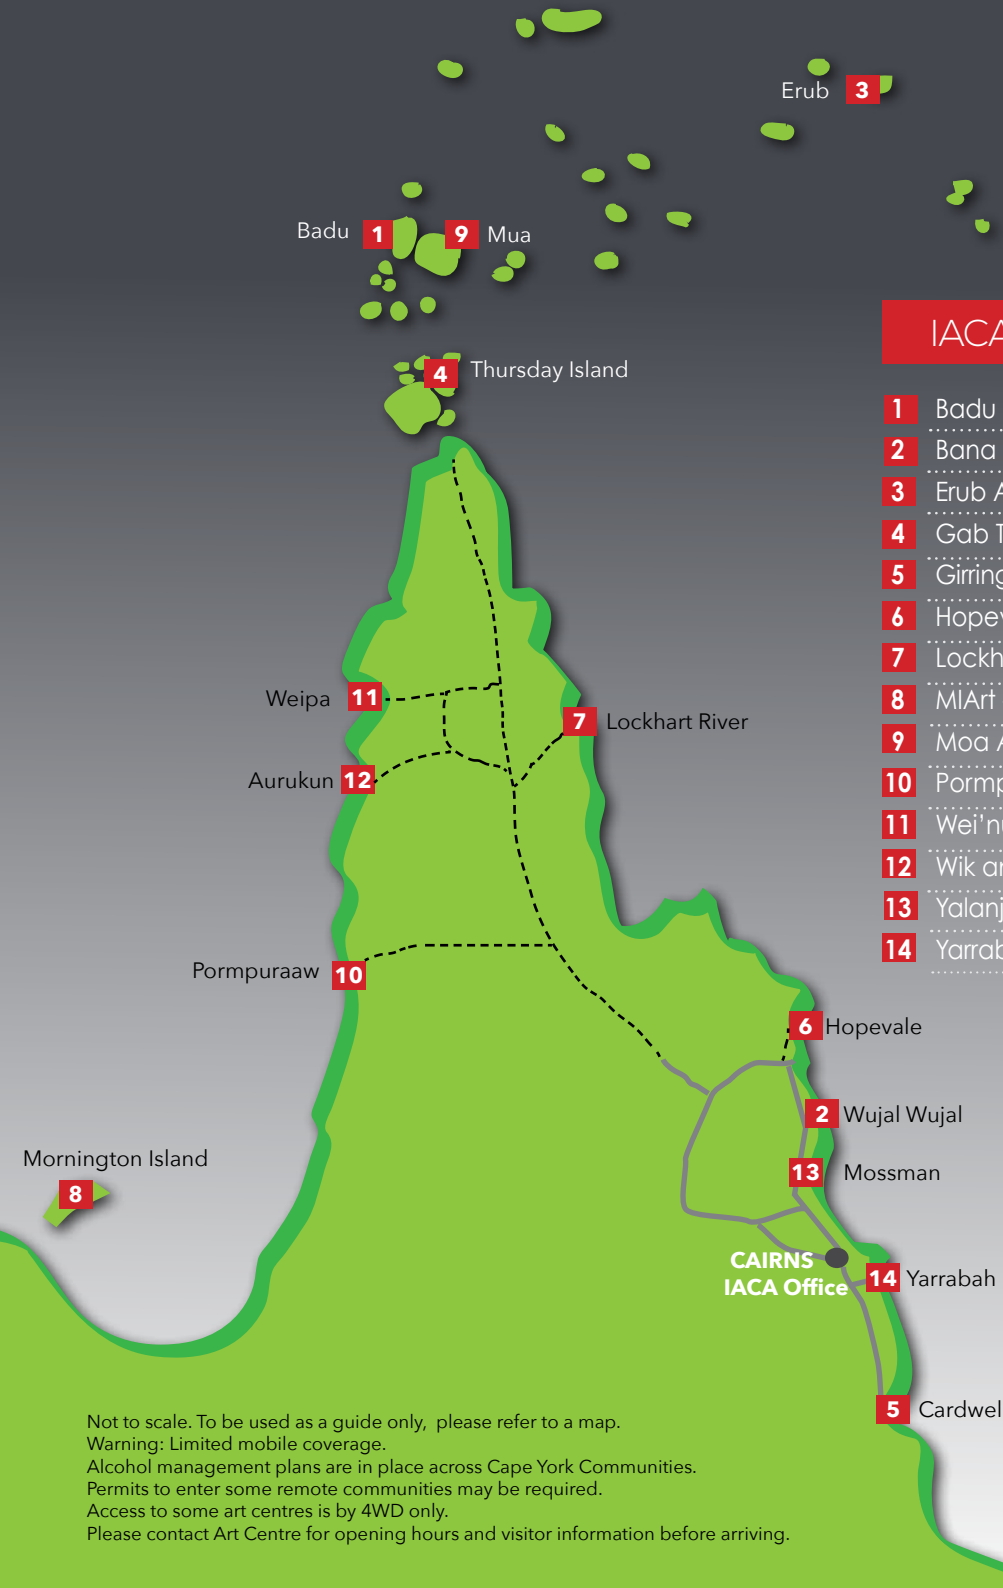 Erub 3
Badu 1
9 Mua
4 Thursday Island
IACA
1 Badu
2 Bana
3 Erub A
4 Gab T
5 Girring
6 Hopev
7 Lockh
8 MIArt
9 Moa A
10 Pormp
11 Wei'nu
12 Wik an
13 Yalanj
14 Yarrab
Weipa 11
7 Lockhart River
Aurukun 12
Pormpuraaw 10
6 Hopevale
2 Wujal Wujal
13 Mossman
Mornington Island
8
CAIRNS
IACA Office
14 Yarrabah
5 Cardwel
Not to scale. To be used as a guide only, please refer to a map.
Warning: Limited mobile coverage.
Alcohol management plans are in place across Cape York Communities.
Permits to enter some remote communities may be required.
Access to some art centres is by 4WD only.
Please contact Art Centre for opening hours and visitor information before arriving.